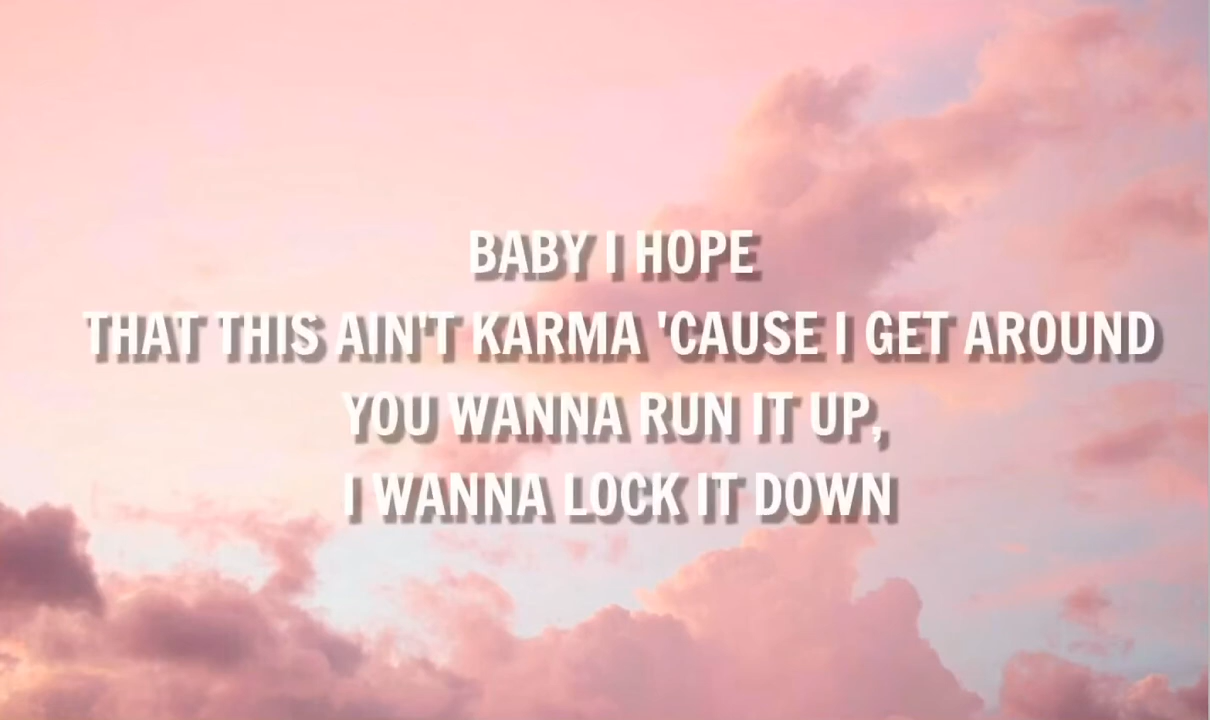 BABY I HOPE
THAT THIS AIN'T KARMA 'CAUSE I GET AROUND
YOU WANNA RUN IT UP,
I WANNA LOCK IT DOWN